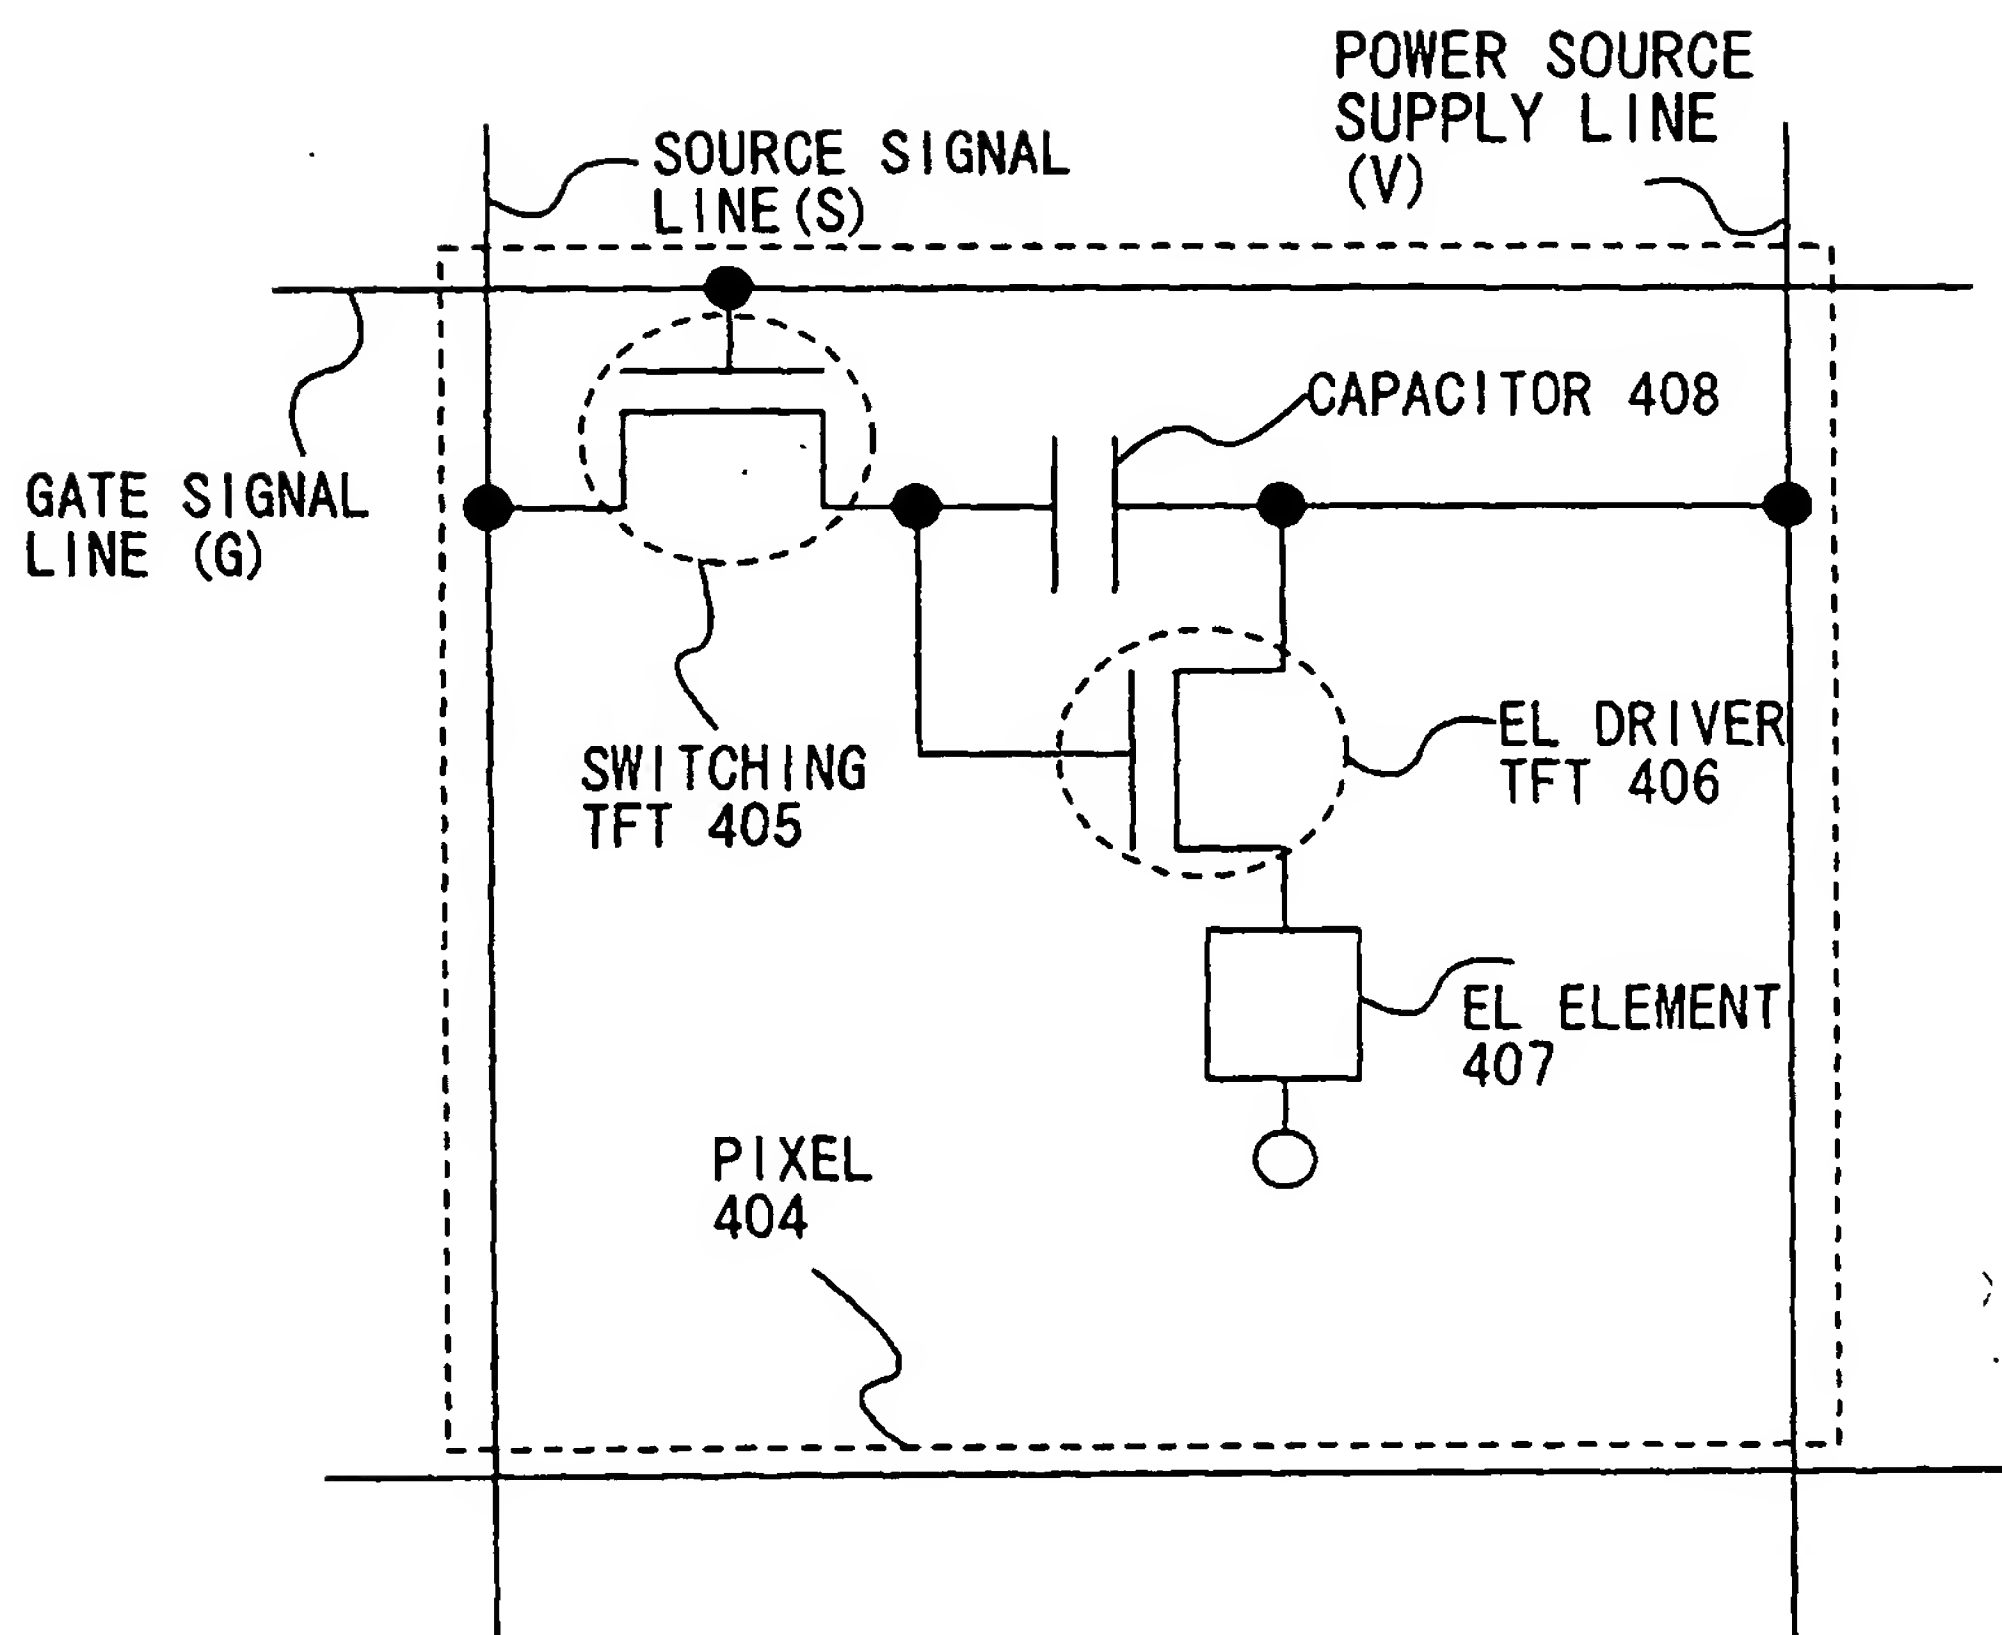 POWER SOURCE
SUPPLY LINE
(V)
SOURCE SIGNAL
LINE(S)
CAPACITOR 408
GATE SIGNAL
LINE (G)
SWITCHING
TFT 405
EL DRIVER
TFT 406
EL ELEMENT
407
PIXEL
404